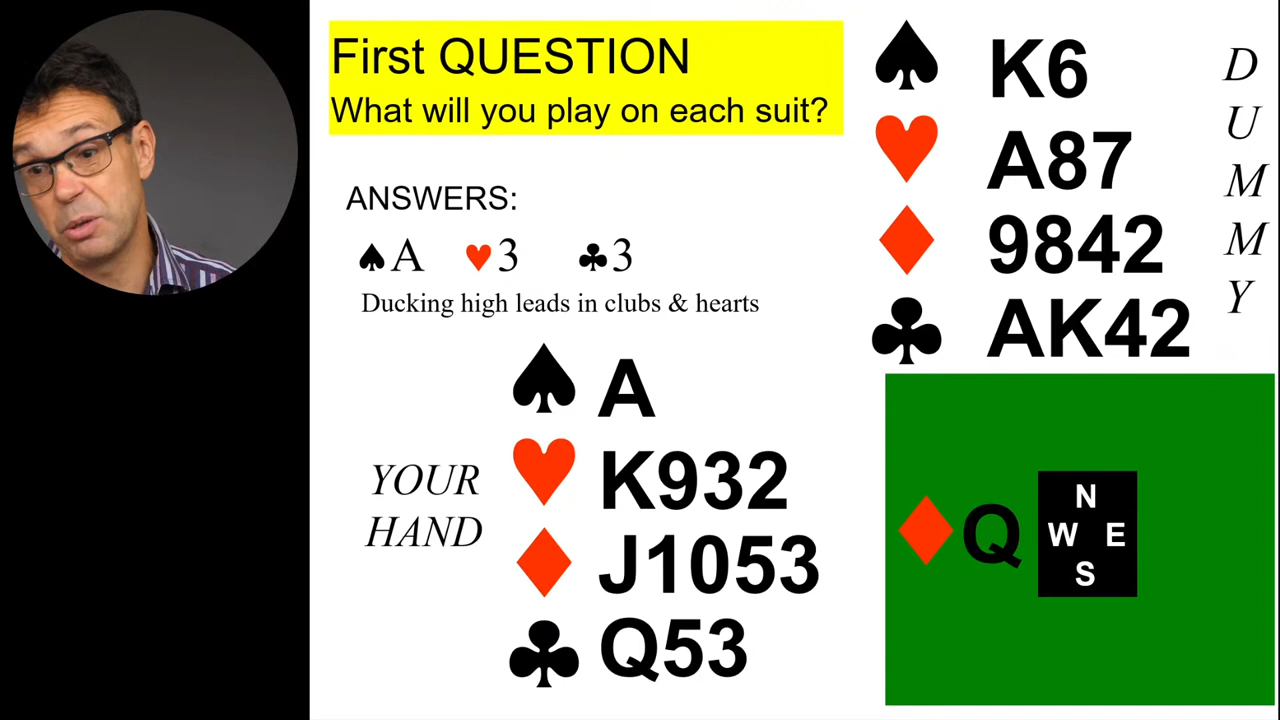 First QUESTION
What will you play on each suit?
ANSWERS:
♠A ♥3 ♣3
Ducking high leads in clubs & hearts
♠ K6
♥ A87
♦ 9842
♣ AK42
DUMMY
YOUR
HAND
♠ A
♥ K932
♦ J1053
♣ Q53
♦Q
N
W E
S